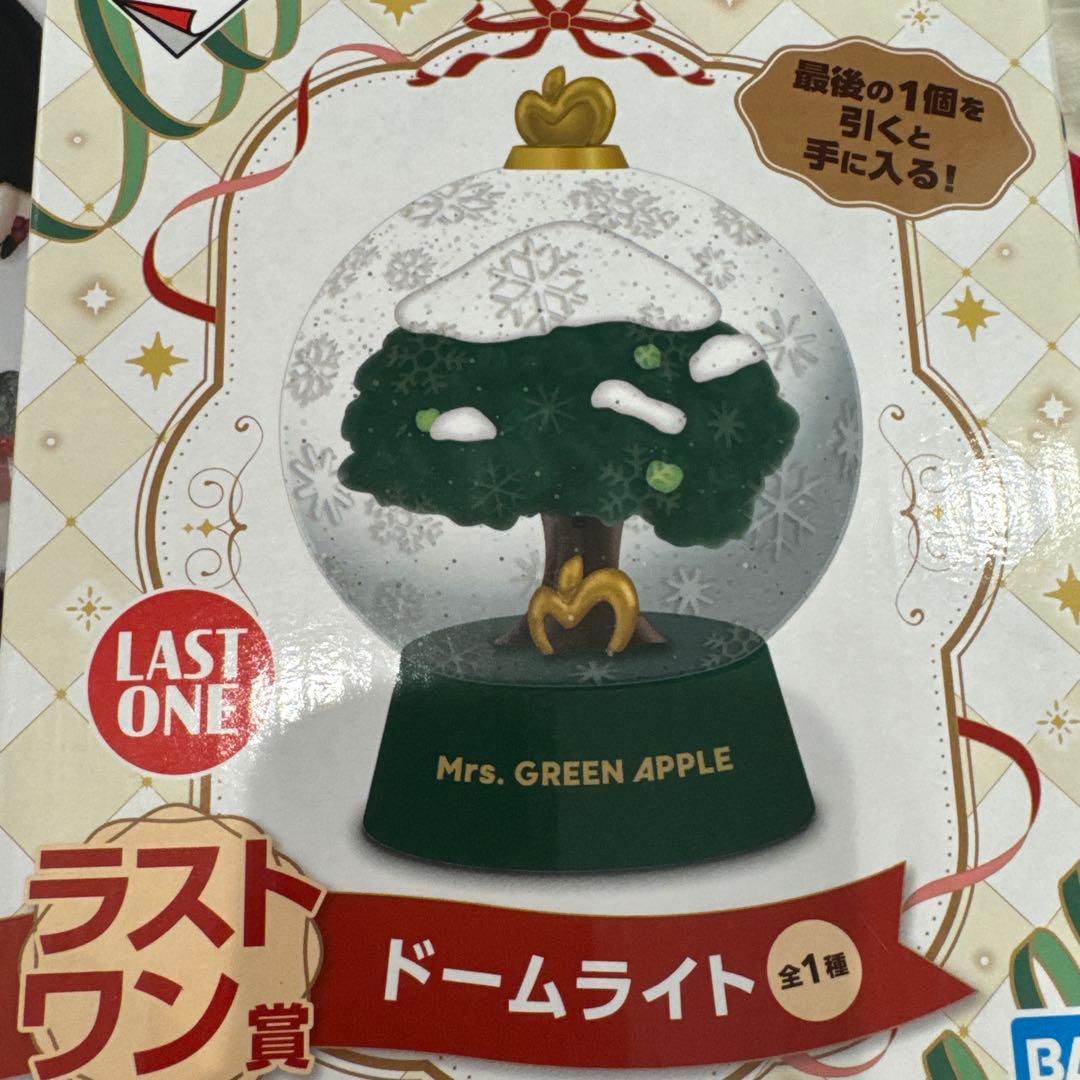 最後の1個を
引くと
手に入る!
LAST
ONE
Mrs. GREEN APPLE
ラスト
ワン賞
ドームライト
全1種
BA